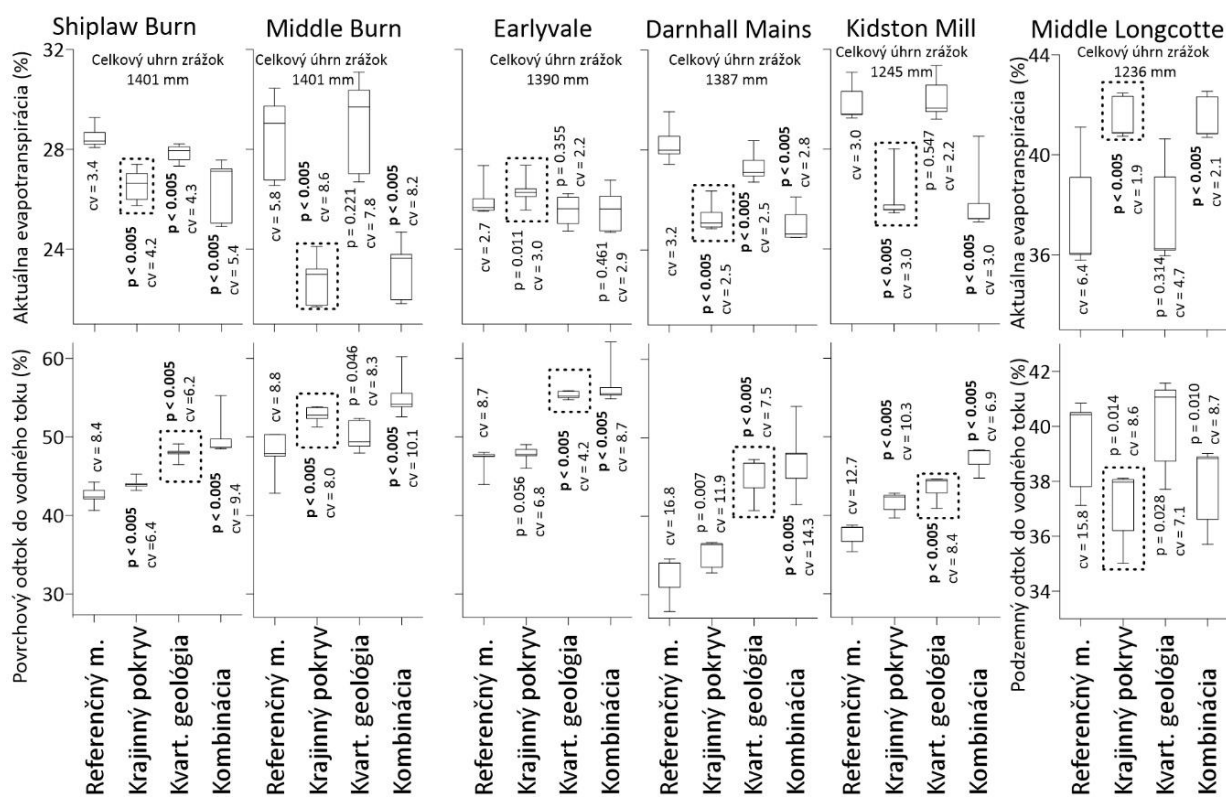 Shiplaw Burn
Middle Burn
Earlyvale
Darnhall Mains
Kidston Mill
Middle Longcotte
Aktuálna evapotranspirácia (%)
32
28
24
Celkový úhrn zrážok
1401 mm
cv = 3.4
p < 0.005
cv = 4.2
p < 0.005
cv = 4.3
p < 0.005
cv = 5.4
Celkový úhrn zrážok
1401 mm
cv = 5.8
p < 0.005
cv = 8.6
p = 0.221
cv = 7.8
p < 0.005
cv = 8.2
Celkový úhrn zrážok
1390 mm
cv = 2.7
p = 0.011
cv = 3.0
p = 0.355
cv = 2.2
p = 0.461
cv = 2.9
Celkový úhrn zrážok
1387 mm
cv = 3.2
p < 0.005
cv = 2.5
p < 0.005
cv = 2.5
p < 0.005
cv = 2.8
Celkový úhrn zrážok
1245 mm
cv = 3.0
p < 0.005
cv = 3.0
p = 0.547
cv = 2.2
p < 0.005
cv = 3.0
Aktuálna evapotranspirácia (%)
44
40
36
Celkový úhrn zrážok
1236 mm
cv = 6.4
p < 0.005
cv = 1.9
p = 0.314
cv = 4.7
p < 0.005
cv = 2.1
Povrchový odtok do vodného toku (%)
60
50
40
30
cv = 8.4
p < 0.005
cv =6.4
p < 0.005
cv =6.2
p < 0.005
cv = 9.4
cv = 8.8
p < 0.005
cv = 8.0
p = 0.046
cv = 8.3
p < 0.005
cv = 10.1
cv = 8.7
p = 0.056
cv = 6.8
p < 0.005
cv = 4.2
p < 0.005
cv = 8.7
cv = 16.8
p = 0.007
cv = 11.9
p < 0.005
cv = 7.5
p < 0.005
cv = 14.3
cv = 12.7
p < 0.005
cv = 10.3
p < 0.005
cv = 8.4
p < 0.005
cv = 6.9
Podzemný odtok do vodného toku (%)
42
40
38
36
34
cv = 15.8
p = 0.014
cv = 8.6
p = 0.028
cv = 7.1
p = 0.010
cv = 8.7
Referenčný m.
Krajinný pokryv
Kvart. geológia
Kombinácia
Referenčný m.
Krajinný pokryv
Kvart. geológia
Kombinácia
Referenčný m.
Krajinný pokryv
Kvart. geológia
Kombinácia
Referenčný m.
Krajinný pokryv
Kvart. geológia
Kombinácia
Referenčný m.
Krajinný pokryv
Kvart. geológia
Kombinácia
Referenčný m.
Krajinný pokryv
Kvart. geológia
Kombinácia